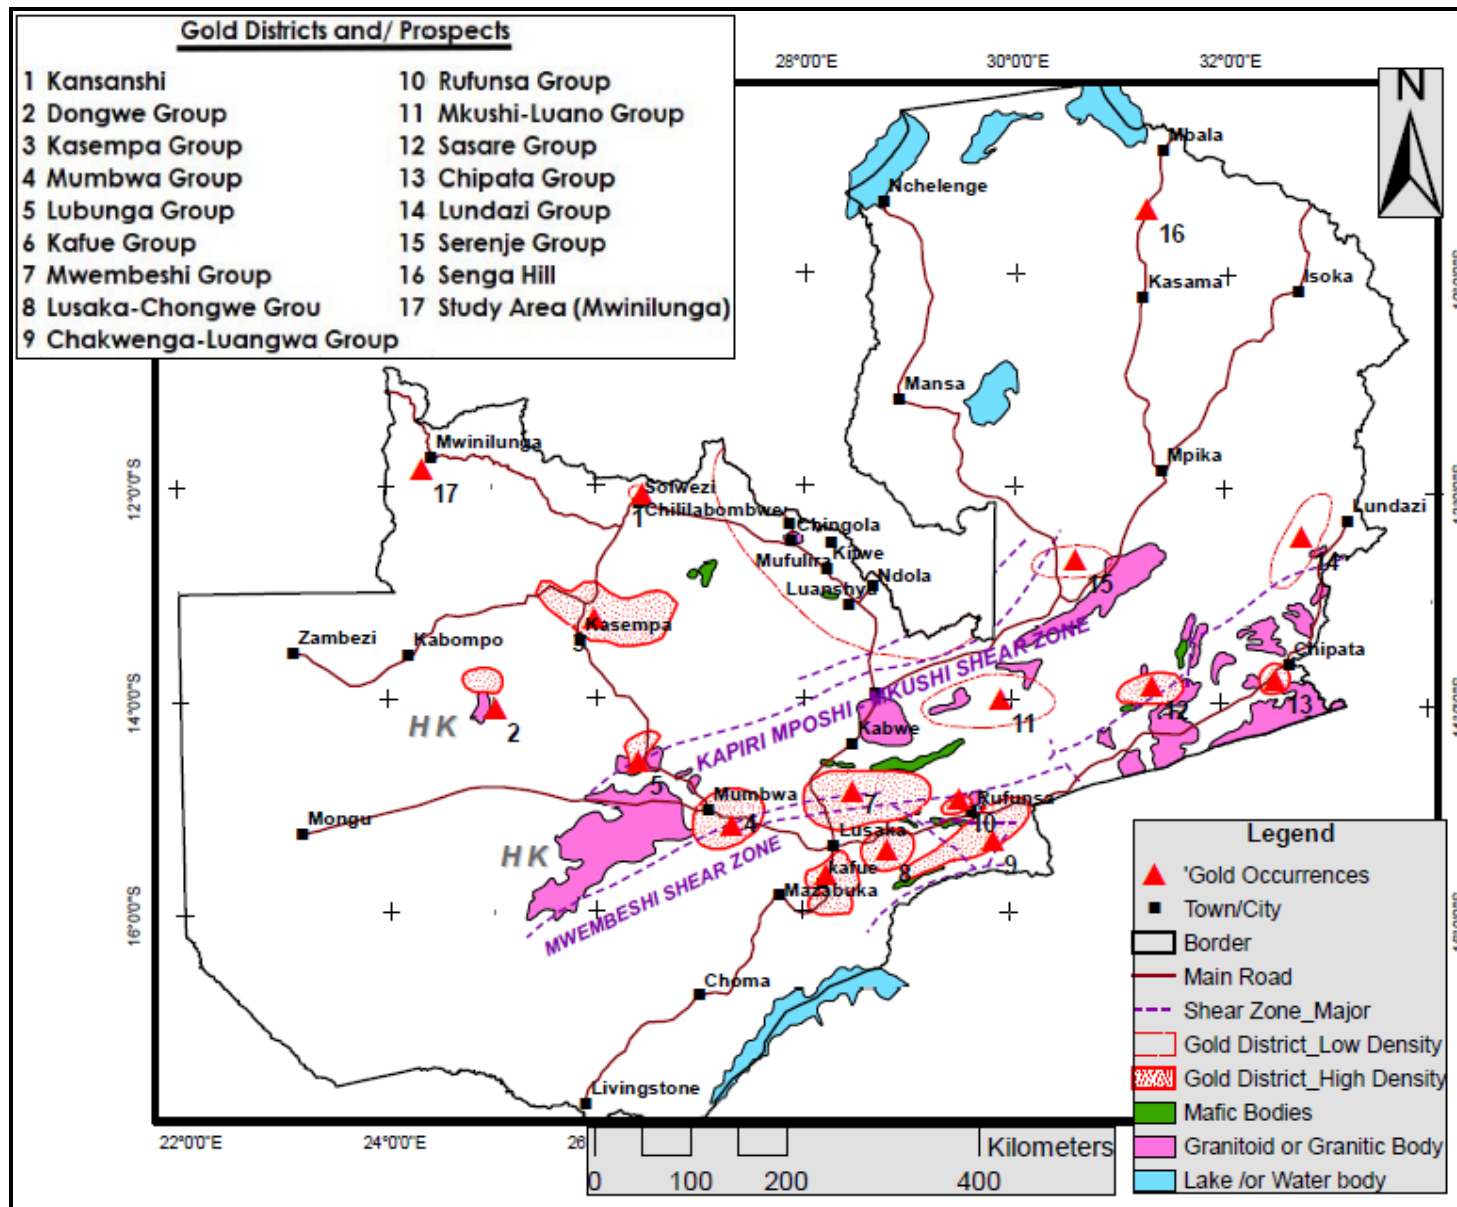 Gold Districts and/ Prospects
1 Kansanshi
2 Dongwe Group
3 Kasempa Group
4 Mumbwa Group
5 Lubunga Group
6 Kafue Group
7 Mwembeshi Group
8 Lusaka-Chongwe Grou
9 Chakwenga-Luangwa Group
10 Rufunsa Group
11 Mkushi-Luano Group
12 Sasare Group
13 Chipata Group
14 Lundazi Group
15 Serenje Group
16 Senga Hill
17 Study Area (Mwinilunga)
28°0'0"E
30°0'0"E
32°0'0"E
N
Mbala
Nchelenge
16
Kasama
Isoka
Mansa
Mwinilunga
17
Mpika
12°0'0"S
Solwezi
1
Chililabombwe
Chingola
Lundazi
Mufulira
Kitwe
14
Ndola
Luanshya
15
Kasempa
3
Zambezi
Kabompo
Chipata
KAPIRI MPOSHI - MKUSHI SHEAR ZONE
14°0'0"S
HK
2
11
12
13
Kabwe
5
7
Mumbwa
4
Rufunsa
10
Mongu
Lusaka
HK
kafue
8
9
Mazabuka
MWEMBESHI SHEAR ZONE
16°0'0"S
Choma
Livingstone
22°0'0"E
24°0'0"E
26
Kilometers
0
100
200
400
Legend
'Gold Occurrences
Town/City
Border
Main Road
Shear Zone_Major
Gold District_Low Density
Gold District_High Density
Mafic Bodies
Granitoid or Granitic Body
Lake /or Water body